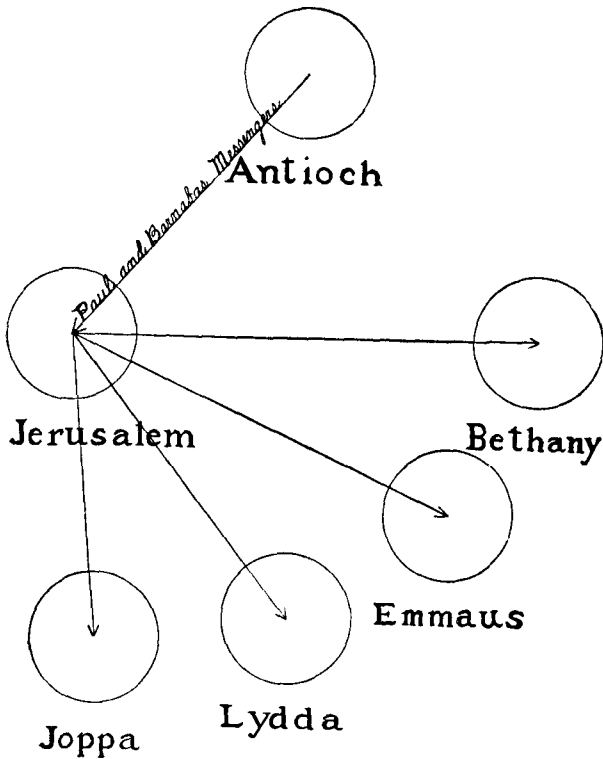 Antioch
Paul and Barnabas Messengers
Jerusalem
Bethany
Emmaus
Lydda
Joppa